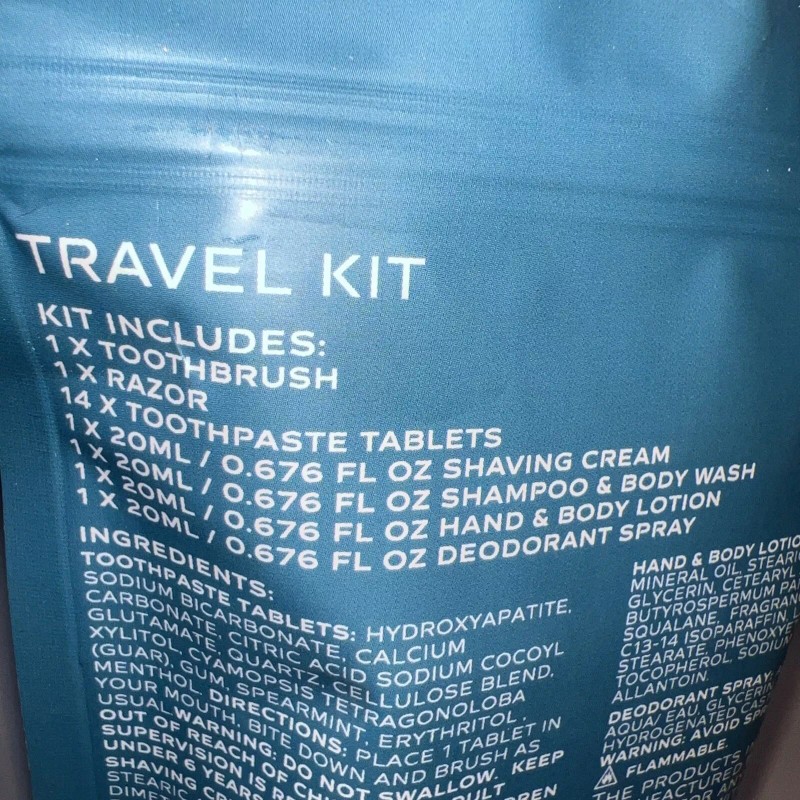 TRAVEL KIT
KIT INCLUDES:
1 X TOOTHBRUSH
1 X RAZOR
14 X TOOTHPASTE TABLETS
1 X 20ML / 0.676 FL OZ SHAVING CREAM
1 X 20ML / 0.676 FL OZ SHAMPOO & BODY WASH
1 X 20ML / 0.676 FL OZ HAND & BODY LOTION
1 X 20ML / 0.676 FL OZ DEODORANT SPRAY
INGREDIENTS:
TOOTHPASTE TABLETS: HYDROXYAPATITE,
SODIUM BICARBONATE, CALCIUM
CARBONATE, CITRIC ACID SODIUM COCOYL
GLUTAMATE, QUARTZ, CELLULOSE BLEND,
XYLITOL, CYAMOPSIS TETRAGONOLOBA
(GUAR), GUM, SPEARMINT, ERYTHRITOL,
MENTHOL. DIRECTIONS: PLACE 1 TABLET IN
YOUR MOUTH, BITE DOWN AND BRUSH AS
USUAL. WARNING: DO NOT SWALLOW. KEEP
OUT OF REACH OF
SUPERVISION IS
UNDER 6 YEARS
SHAVING
STEARIC
HAND & BODY
MINERAL OIL,
GLYCERIN,
BUTYROSPERMUM
SQUALANE,
C13-14 ISOPARAFFIN,
STEARATE,
TOCOPHEROL,
ALLANTOIN.
DEODORANT SPRAY:
AQUA/ EAU,
HYDROGENATED
WARNING: AVOID
FLAMMABLE.
THE PRODUCTS